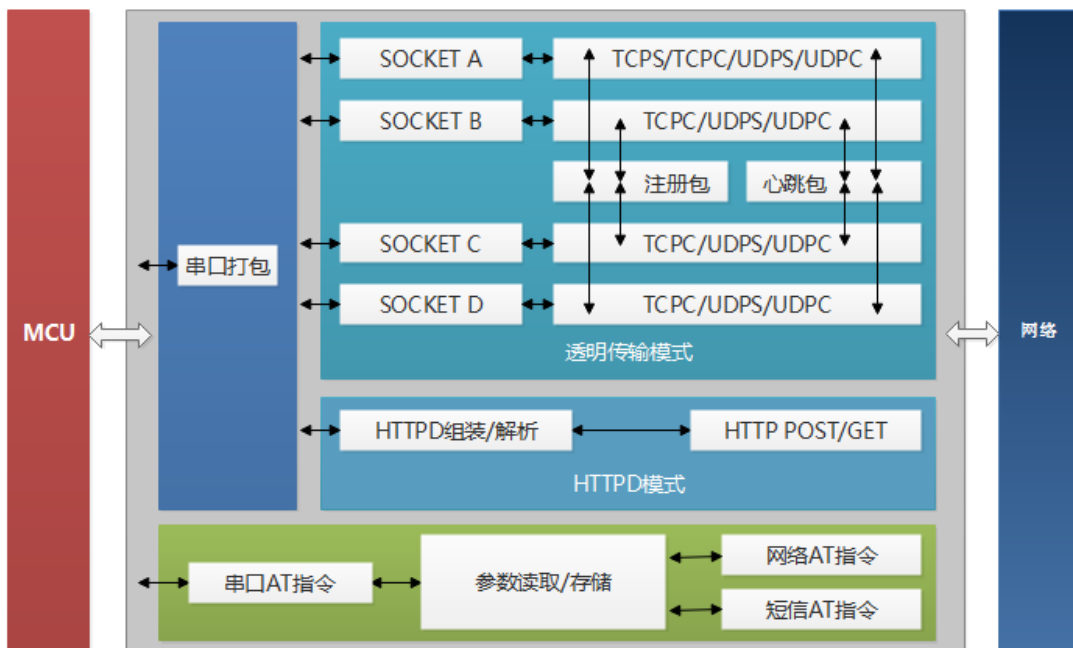 MCU
串口打包
SOCKET A
TCPS/TCPC/UDPS/UDPC
SOCKET B
TCPC/UDPS/UDPC
注册包
心跳包
SOCKET C
TCPC/UDPS/UDPC
SOCKET D
TCPC/UDPS/UDPC
透明传输模式
HTTPD组装/解析
HTTP POST/GET
HTTPD模式
串口AT指令
参数读取/存储
网络AT指令
短信AT指令
网络